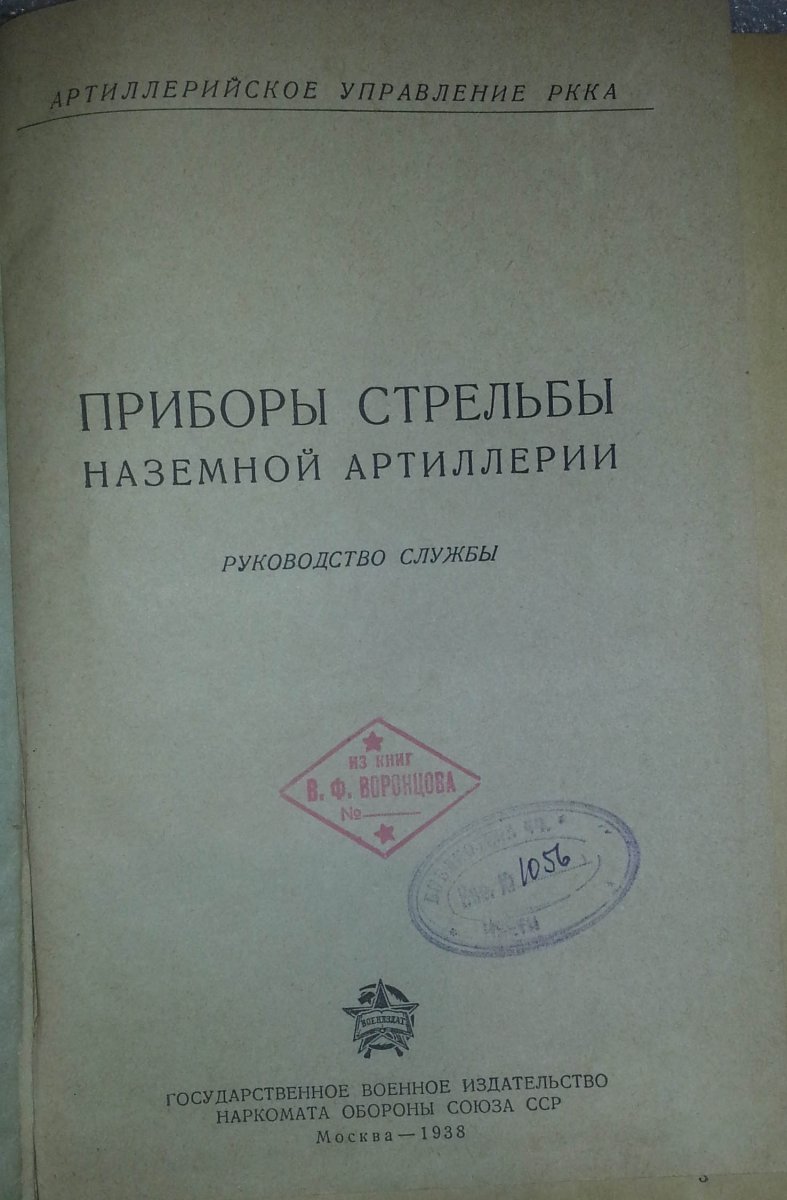 АРТИЛЛЕРИЙСКОЕ УПРАВЛЕНИЕ РККА
ПРИБОРЫ СТРЕЛЬБЫ
НАЗЕМНОЙ АРТИЛЛЕРИИ
РУКОВОДСТВО СЛУЖБЫ
ИЗ КНИГ
В. Ф. ВОРОНЦОВА
№
1056
ВОЕНИЗДАТ
ГОСУДАРСТВЕННОЕ ВОЕННОЕ ИЗДАТЕЛЬСТВО
НАРКОМАТА ОБОРОНЫ СОЮЗА ССР
Москва—1938